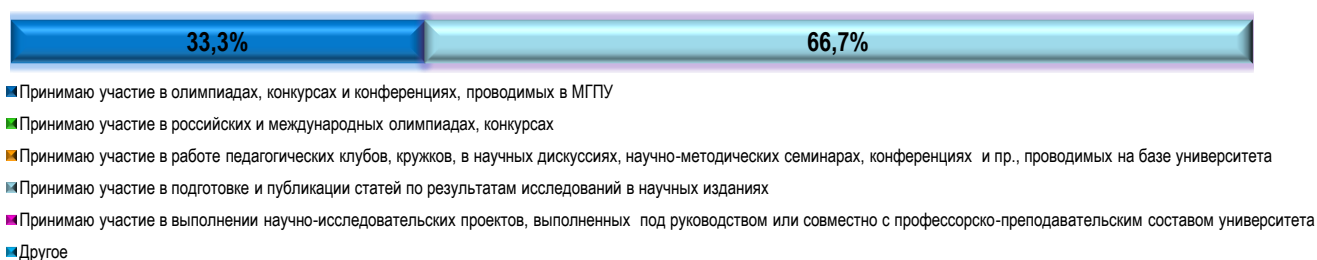 33,3% 66,7%
Принимаю участие в олимпиадах, конкурсах и конференциях, проводимых в МГПУ
Принимаю участие в российских и международных олимпиадах, конкурсах
Принимаю участие в работе педагогических клубов, кружков, в научных дискуссиях, научно-методических семинарах, конференциях и пр., проводимых на базе университета
Принимаю участие в подготовке и публикации статей по результатам исследований в научных изданиях
Принимаю участие в выполнении научно-исследовательских проектов, выполненных под руководством или совместно с профессорско-преподавательским составом университета
Другое